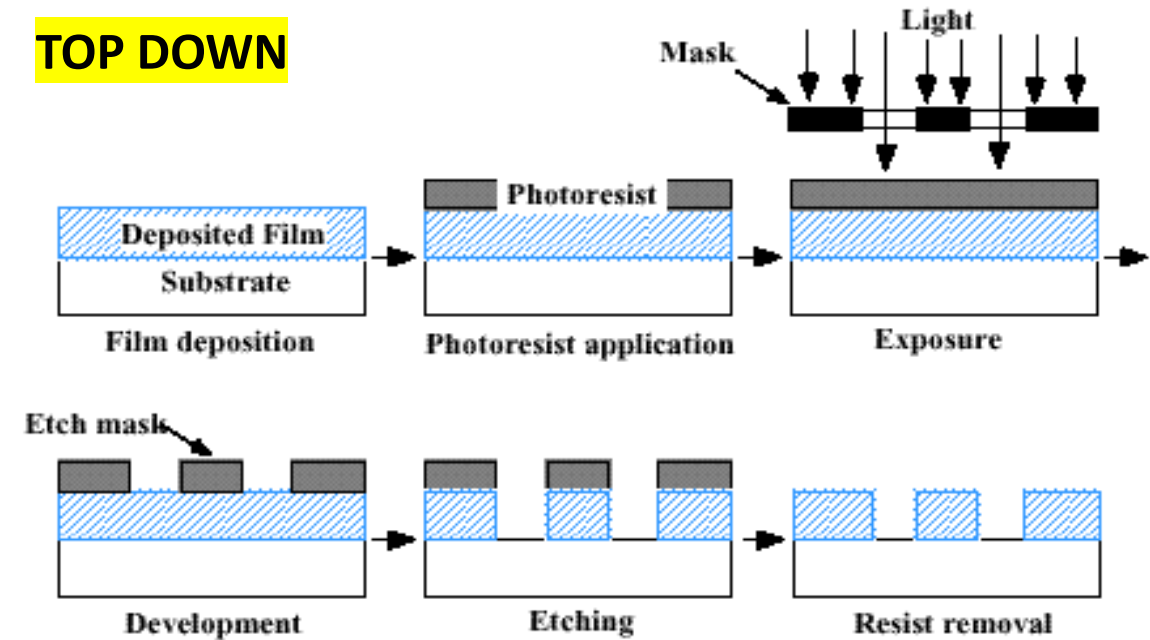 TOP DOWN
Light
Mask
Photoresist
Deposited Film
Substrate
Film deposition
Photoresist application
Exposure
Etch mask
Development
Etching
Resist removal